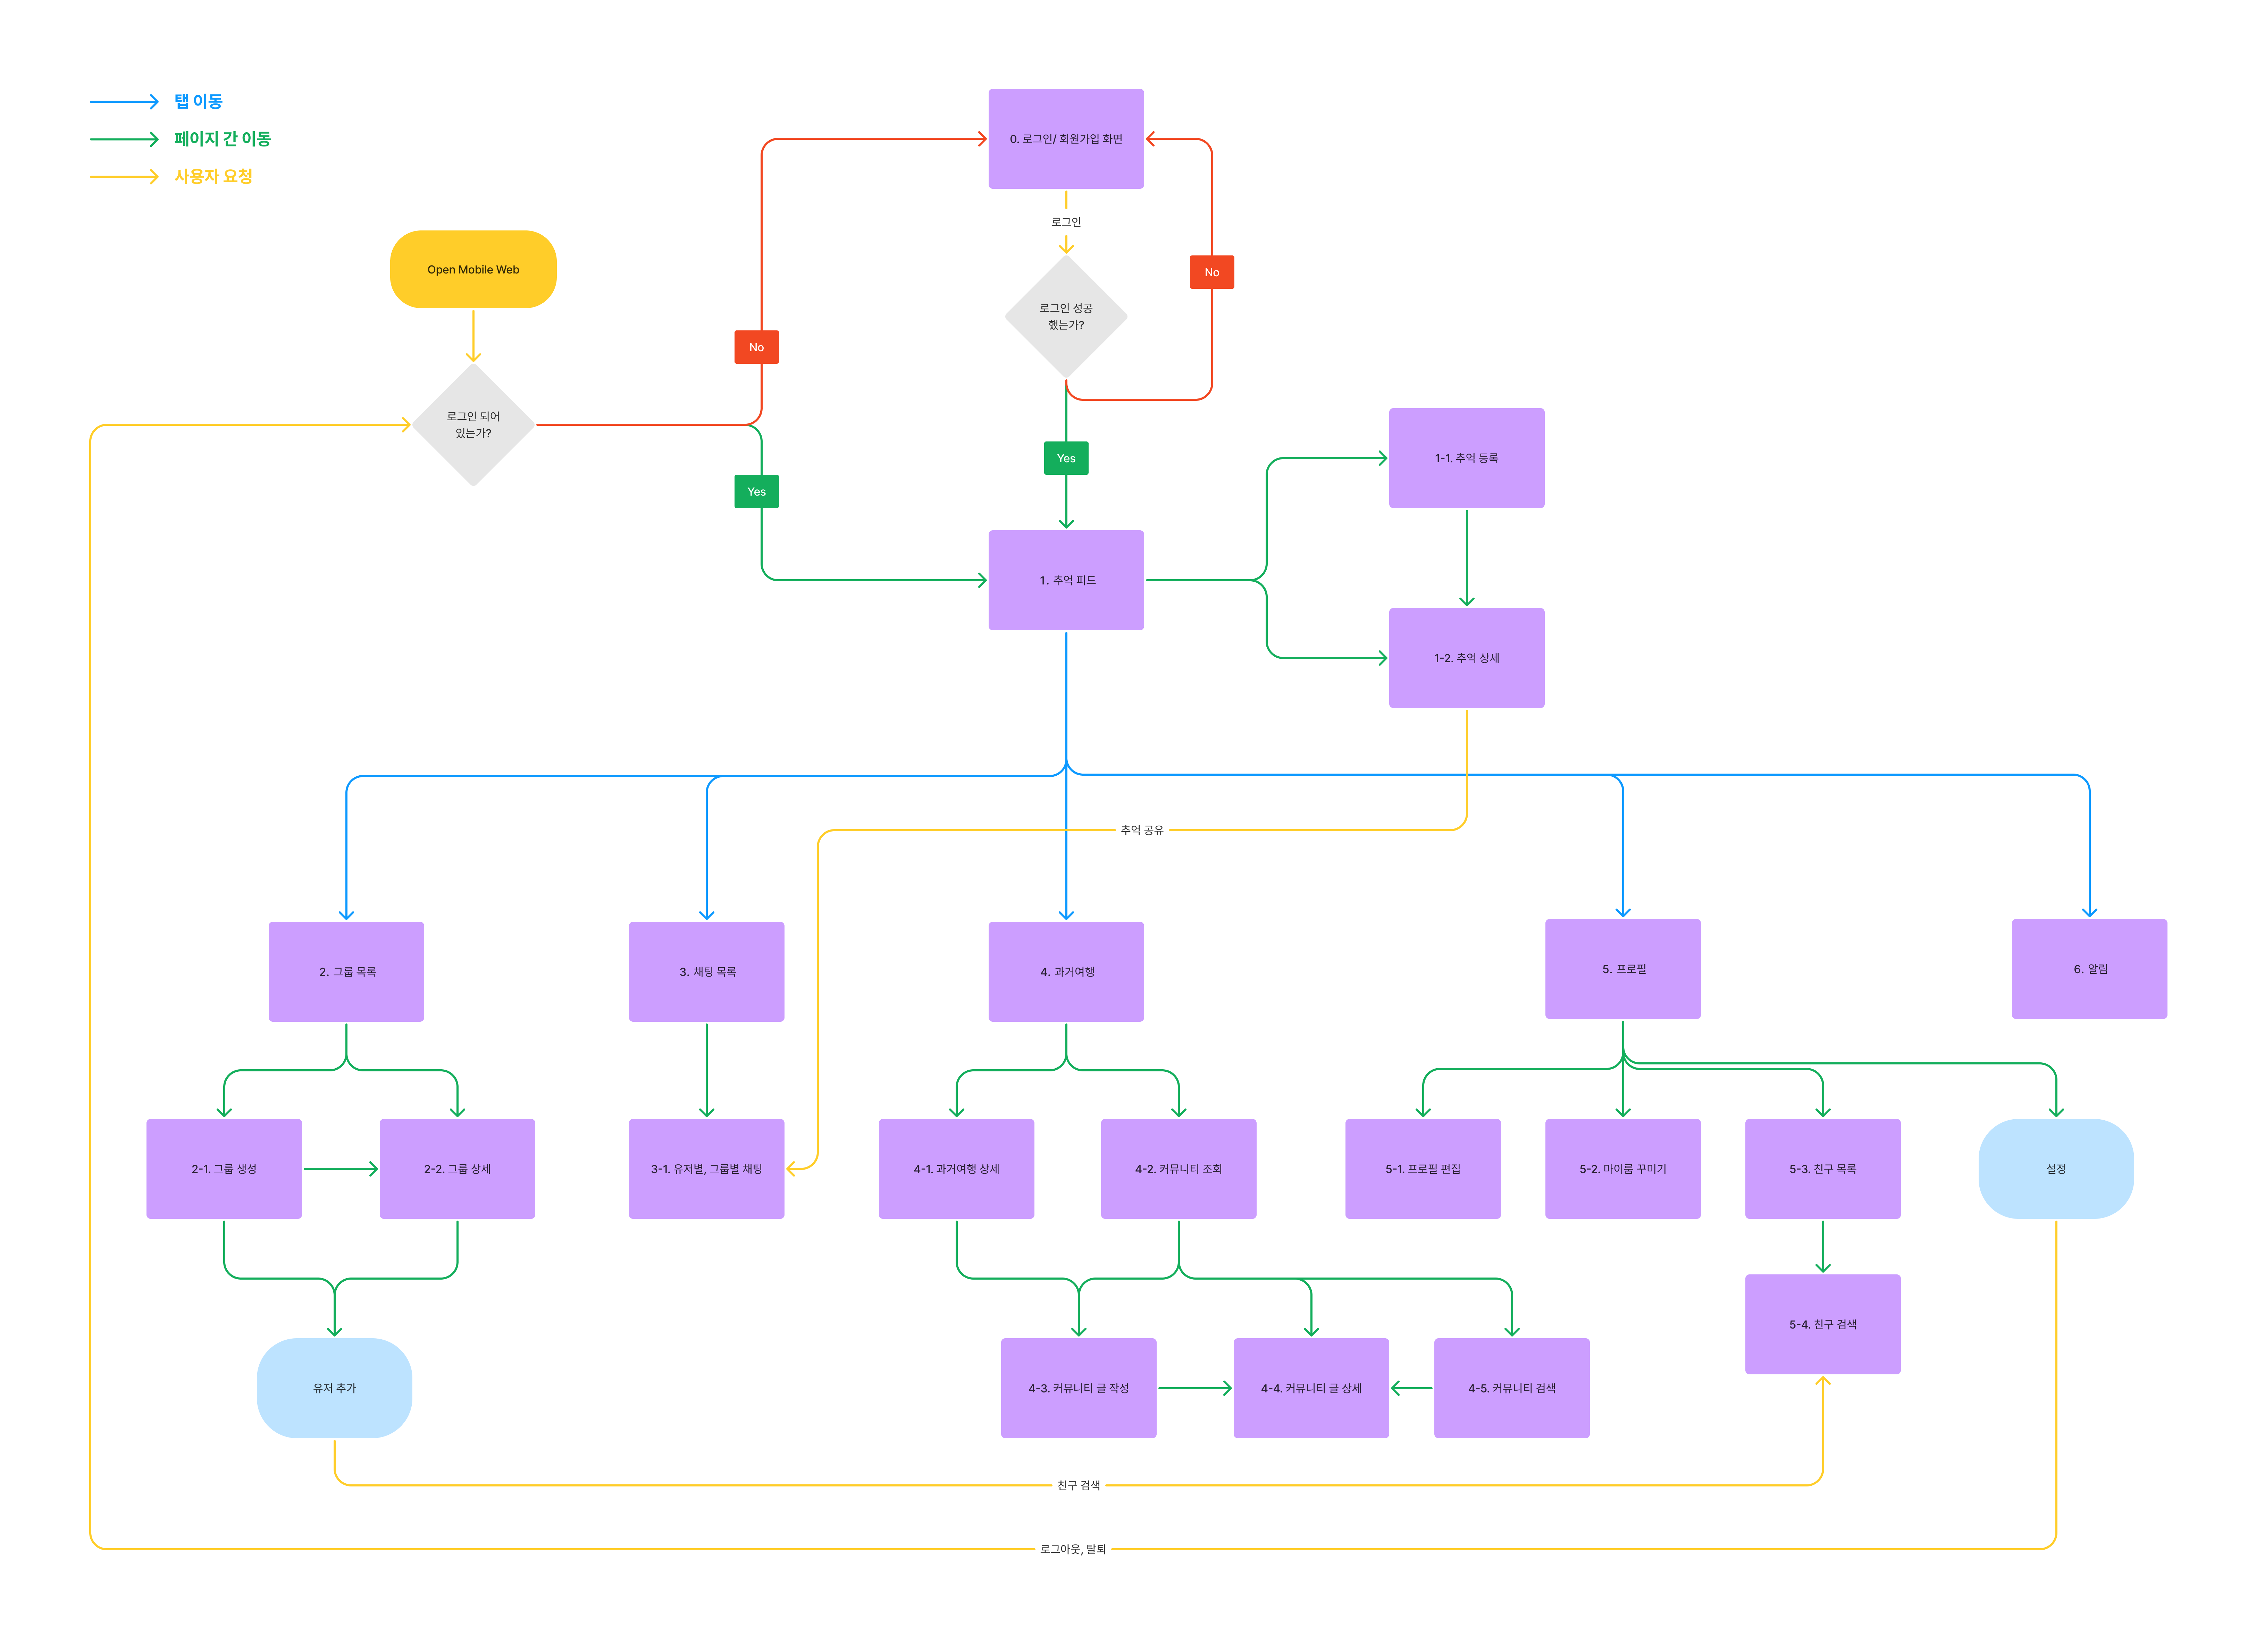 탭 이동
페이지 간 이동
사용자 요청
0. 로그인/ 회원가입 화면
로그인
Open Mobile Web
No
로그인 성공
했는가?
No
로그인 되어
있는가?
Yes
Yes
1-1. 추억 등록
1. 추억 피드
1-2. 추억 상세
추억 공유
2. 그룹 목록
3. 채팅 목록
4. 과거여행
5. 프로필
6. 알림
2-1. 그룹 생성
2-2. 그룹 상세
3-1. 유저별, 그룹별 채팅
4-1. 과거여행 상세
4-2. 커뮤니티 조회
5-1. 프로필 편집
5-2. 마이룸 꾸미기
5-3. 친구 목록
설정
5-4. 친구 검색
유저 추가
4-3. 커뮤니티 글 작성
4-4. 커뮤니티 글 상세
4-5. 커뮤니티 검색
친구 검색
로그아웃, 탈퇴